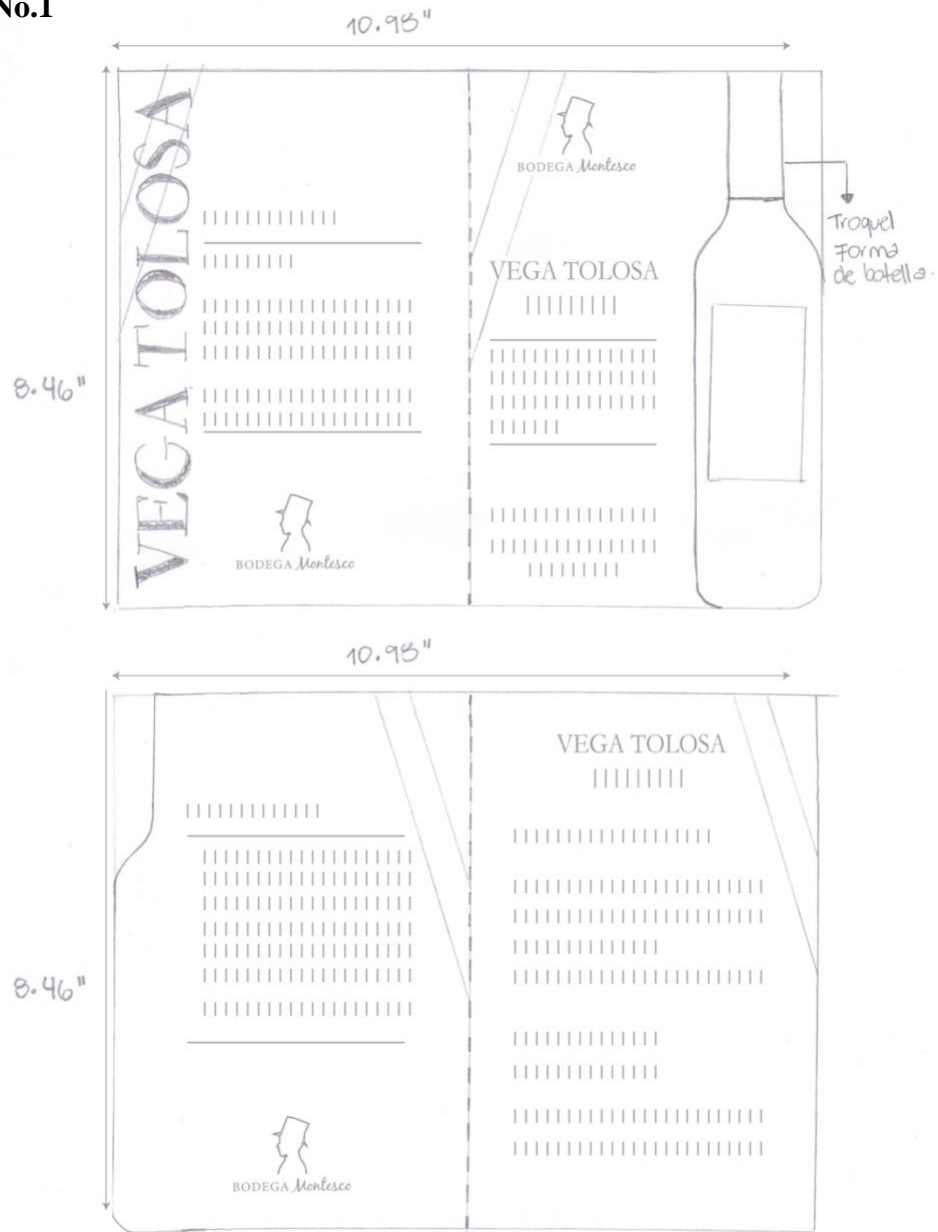 No.1
10.98"
VEGA TOLOSA
BODEGA Montesco
BODEGA Montesco
VEGA TOLOSA
Troquel
Forma
de botella.
8.46"
10.98"
VEGA TOLOSA
8.46"
BODEGA Montesco